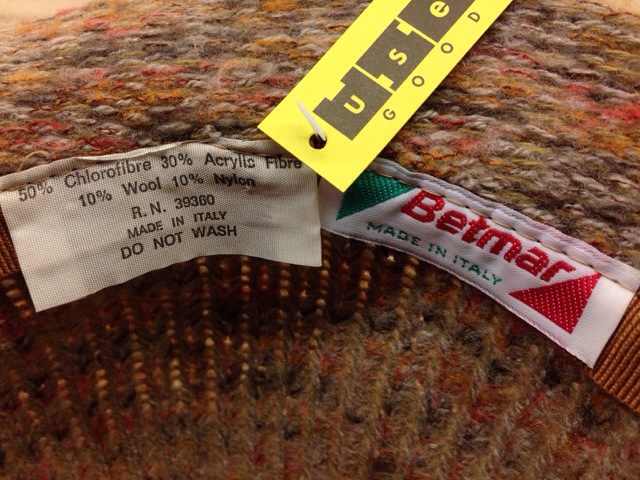 use
GOOD
50% Chlorofibre 30% Acrylic Fibre
10% Wool 10% Nylon
R.N. 39360
MADE IN ITALY
DO NOT WASH
Betmar
MADE IN ITALY